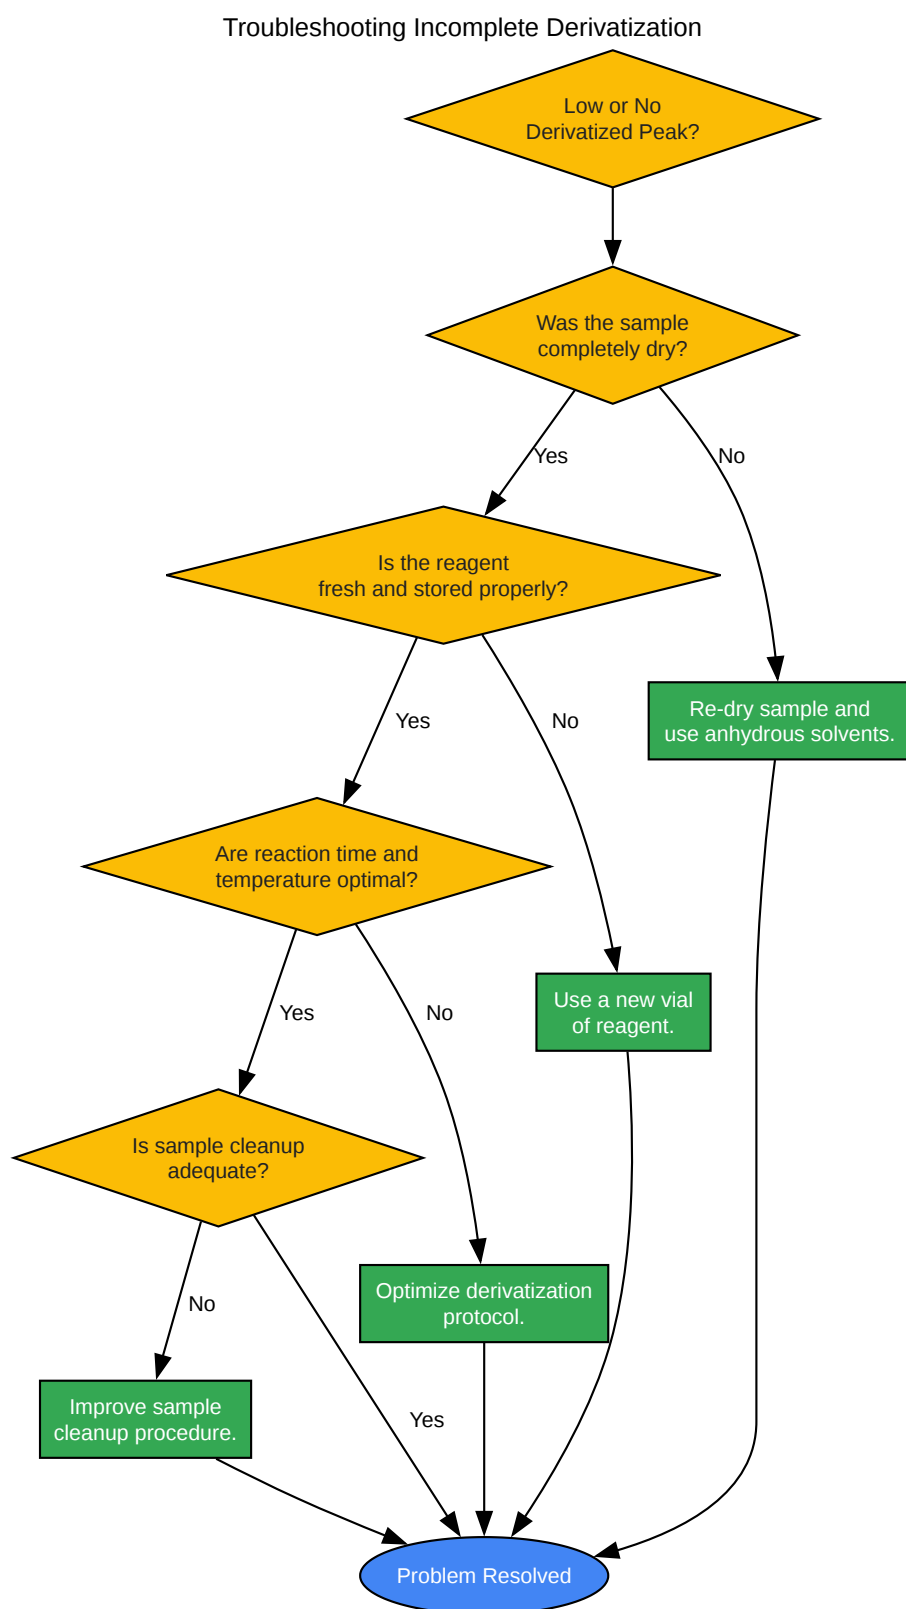 Troubleshooting Incomplete Derivatization
Low or No
Derivatized Peak?
Was the sample
completely dry?
Yes
No
Is the reagent
fresh and stored properly?
Re-dry sample and
use anhydrous solvents.
Yes
No
Are reaction time and
temperature optimal?
Use a new vial
of reagent.
Yes
No
Is sample cleanup
adequate?
Optimize derivatization
protocol.
No
Yes
Improve sample
cleanup procedure.
Problem Resolved